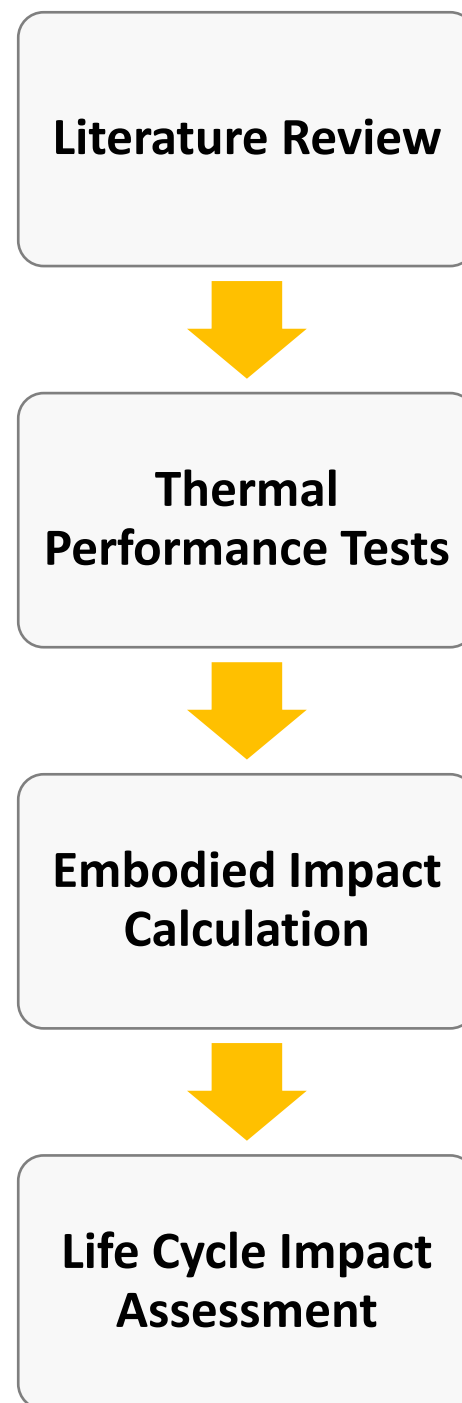 Literature Review
Thermal
Performance Tests
Embodied Impact
Calculation
Life Cycle Impact
Assessment